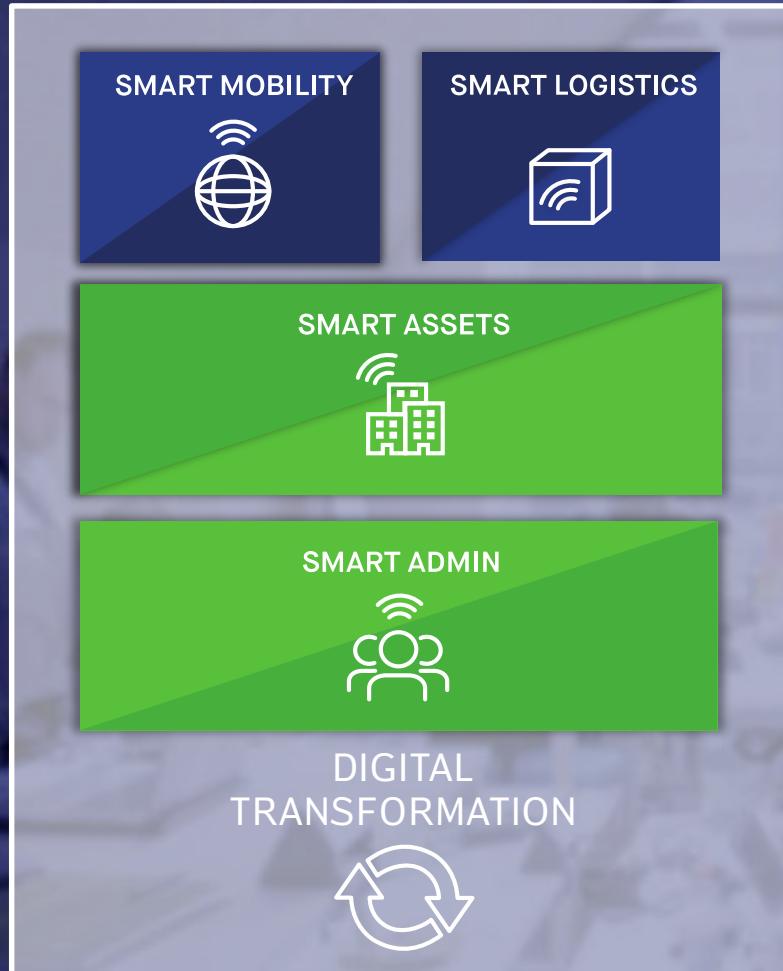 SMART MOBILITY
SMART LOGISTICS
SMART ASSETS
SMART ADMIN
DIGITAL
TRANSFORMATION